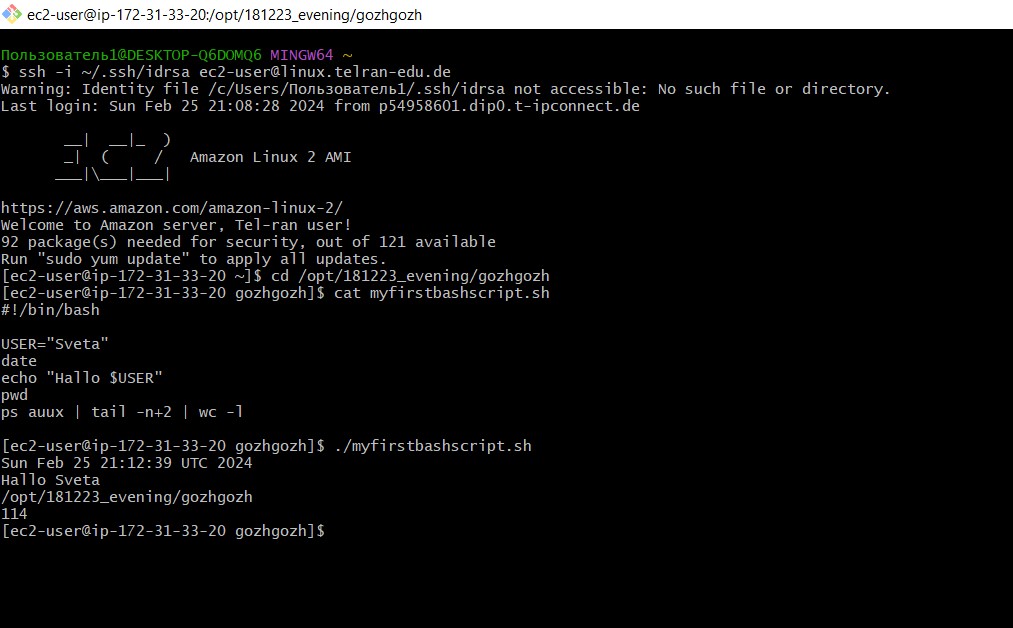 ec2-user@ip-172-31-33-20:/opt/181223_evening/gozhgozh
Пользователь1@DESKTOP-Q6DOMQ6 MINGW64 ~
$ ssh -i ~/.ssh/idrsa ec2-user@linux.telran-edu.de
Warning: Identity file /c/Users/Пользователь1/.ssh/idrsa not accessible: No such file or directory.
Last login: Sun Feb 25 21:08:28 2024 from p54958601.dip0.t-ipconnect.de
       __|  __|_  )
       _|  (     /   Amazon Linux 2 AMI
      ___|\___|___|
https://aws.amazon.com/amazon-linux-2/
Welcome to Amazon server, Tel-ran user!
92 package(s) needed for security, out of 121 available
Run "sudo yum update" to apply all updates.
[ec2-user@ip-172-31-33-20 ~]$ cd /opt/181223_evening/gozhgozh
[ec2-user@ip-172-31-33-20 gozhgozh]$ cat myfirstbashscript.sh
#!/bin/bash
USER="Sveta"
date
echo "Hallo $USER"
pwd
ps auux | tail -n+2 | wc -l
[ec2-user@ip-172-31-33-20 gozhgozh]$ ./myfirstbashscript.sh
Sun Feb 25 21:12:39 UTC 2024
Hallo Sveta
/opt/181223_evening/gozhgozh
114
[ec2-user@ip-172-31-33-20 gozhgozh]$